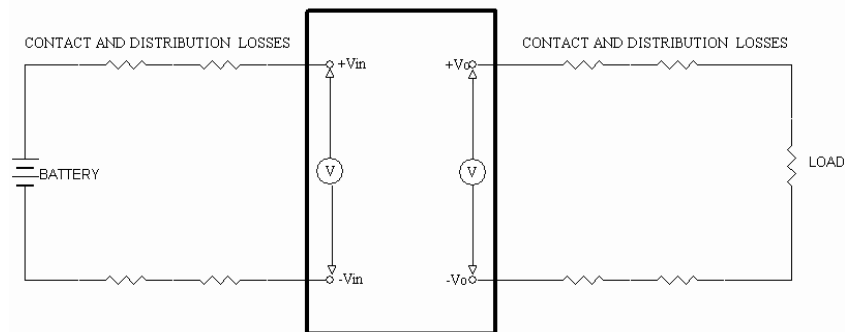 CONTACT AND DISTRIBUTION LOSSES
CONTACT AND DISTRIBUTION LOSSES
+Vin
+Vo
V
V
BATTERY
LOAD
-Vin
-Vo